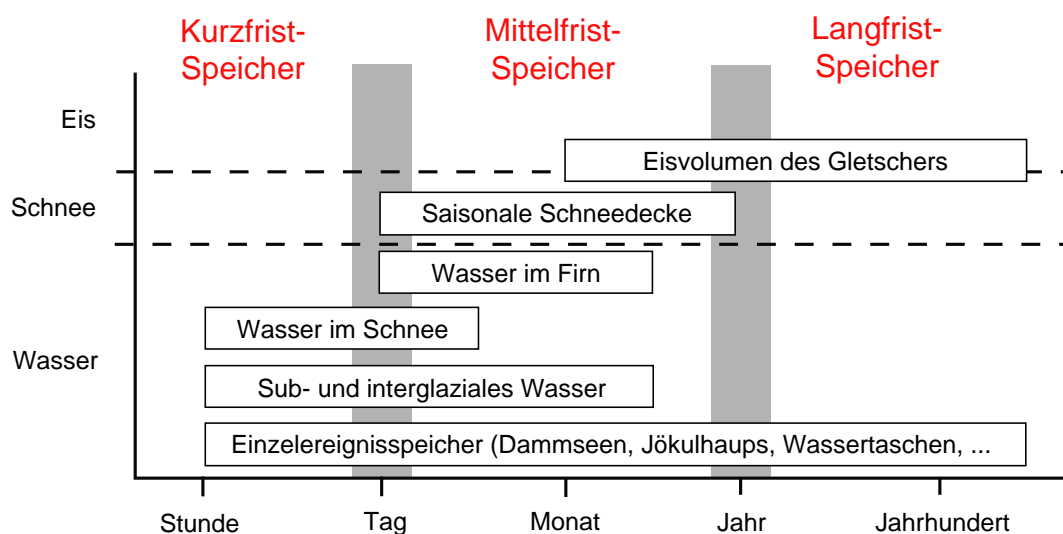 Kurzfrist-
Speicher
Mittelfrist-
Speicher
Langfrist-
Speicher
Eis
Eisvolumen des Gletschers
Schnee
Saisonale Schneedecke
Wasser im Firn
Wasser im Schnee
Wasser
Sub- und interglaziales Wasser
Einzelereignisspeicher (Dammseen, Jökulhaups, Wassertaschen, ...
Stunde
Tag
Monat
Jahr
Jahrhundert